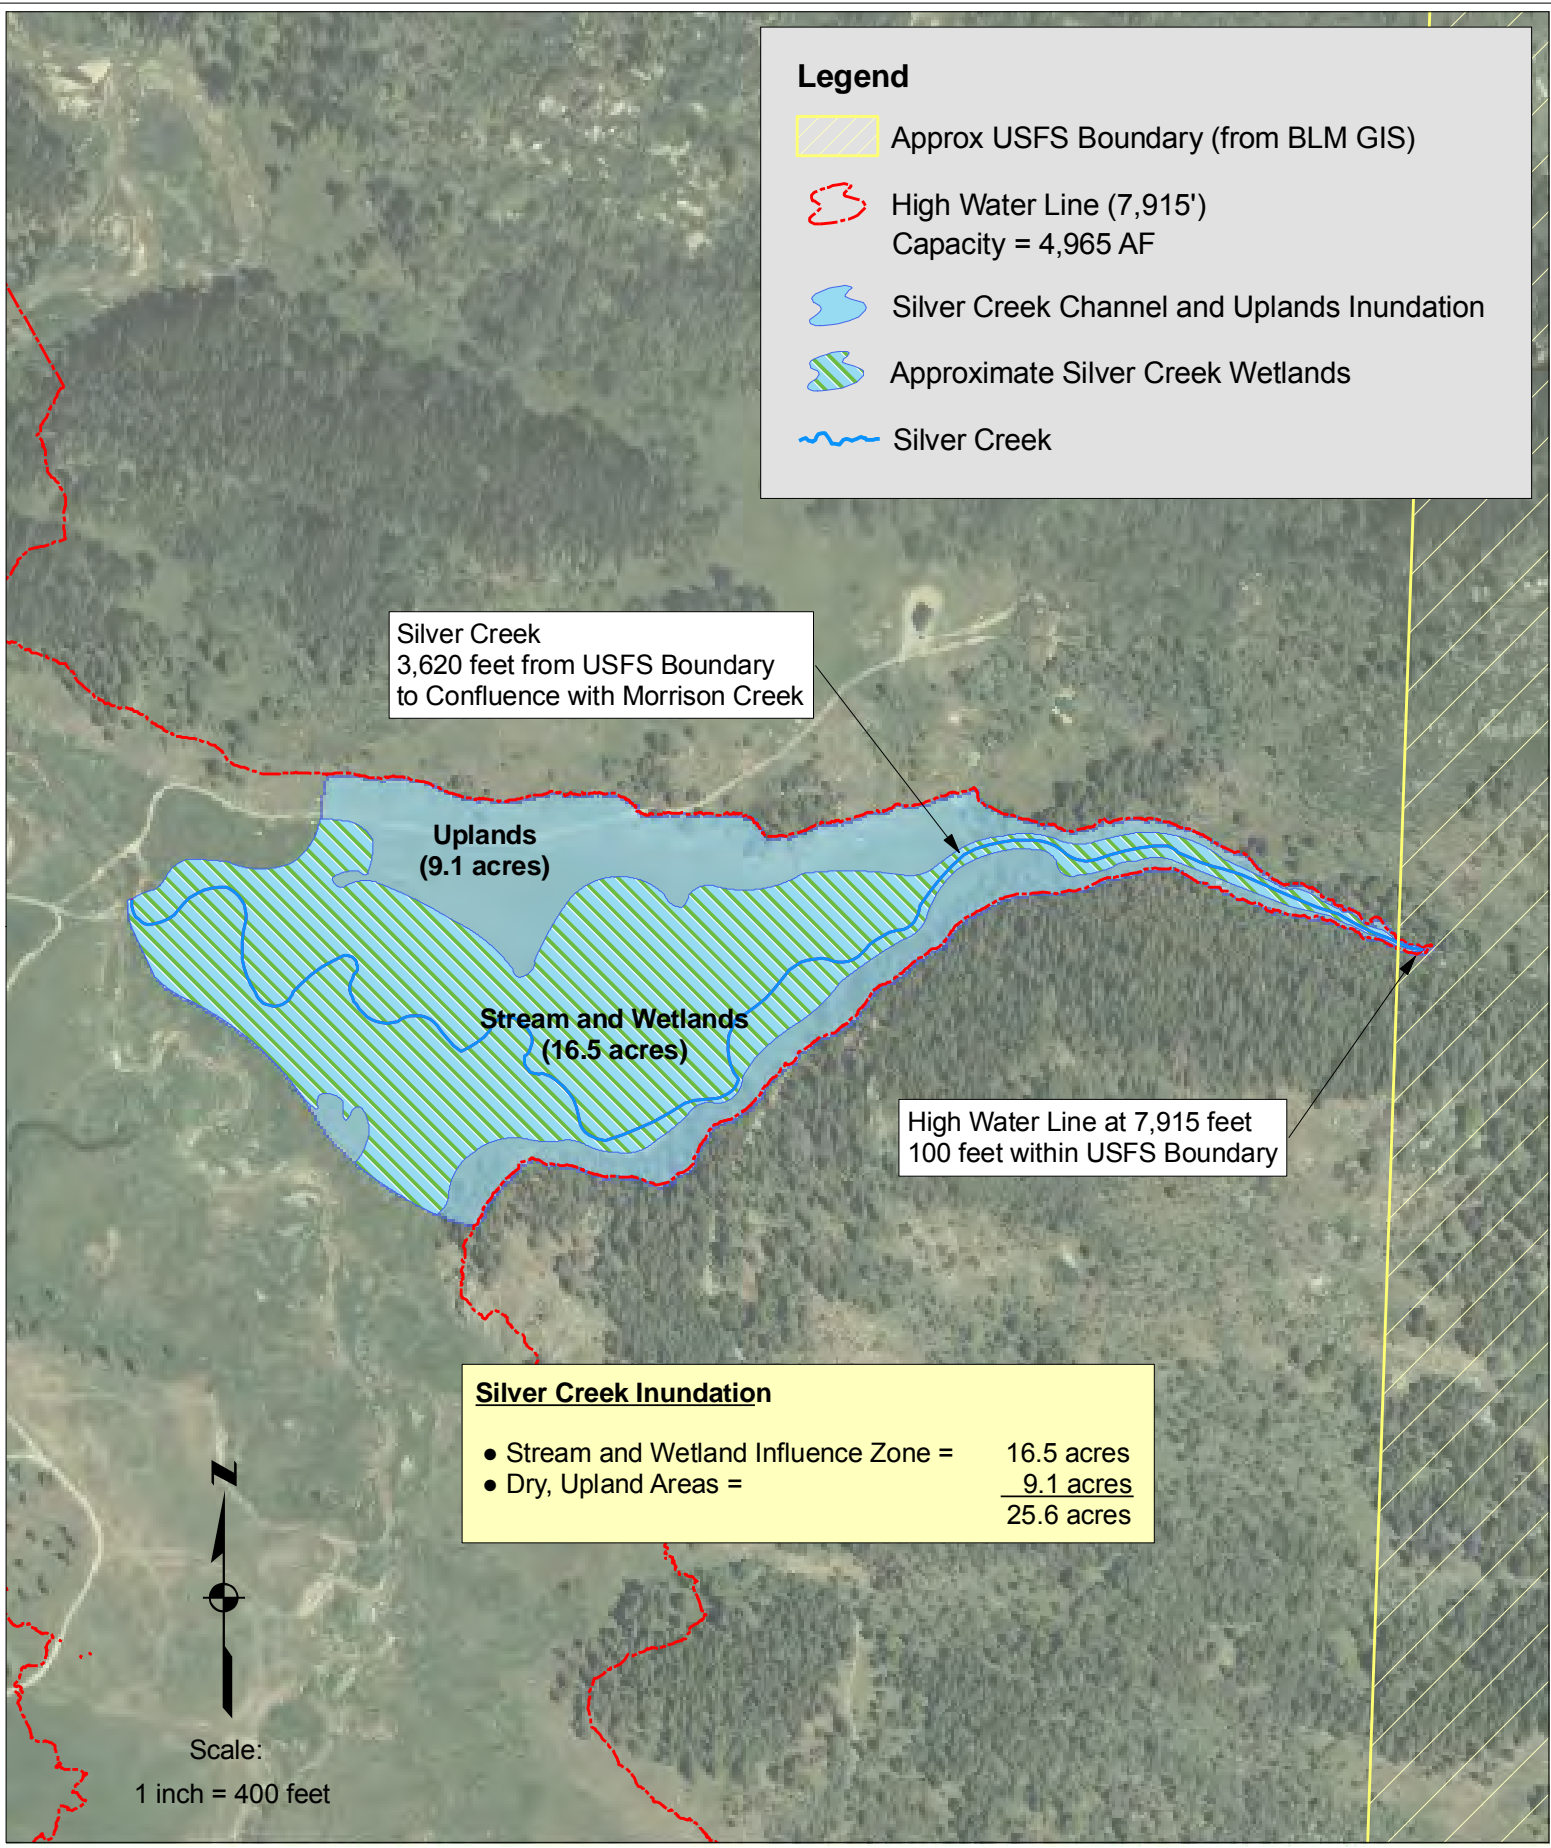 Legend
Approx USFS Boundary (from BLM GIS)
High Water Line (7,915')
Capacity = 4,965 AF
Silver Creek Channel and Uplands Inundation
Approximate Silver Creek Wetlands
Silver Creek
Silver Creek
3,620 feet from USFS Boundary
to Confluence with Morrison Creek
Uplands
(9.1 acres)
Stream and Wetlands
(16.5 acres)
High Water Line at 7,915 feet
100 feet within USFS Boundary
Silver Creek Inundation
● Stream and Wetland Influence Zone = 16.5 acres
● Dry, Upland Areas = 9.1 acres
25.6 acres
N
Scale:
1 inch = 400 feet